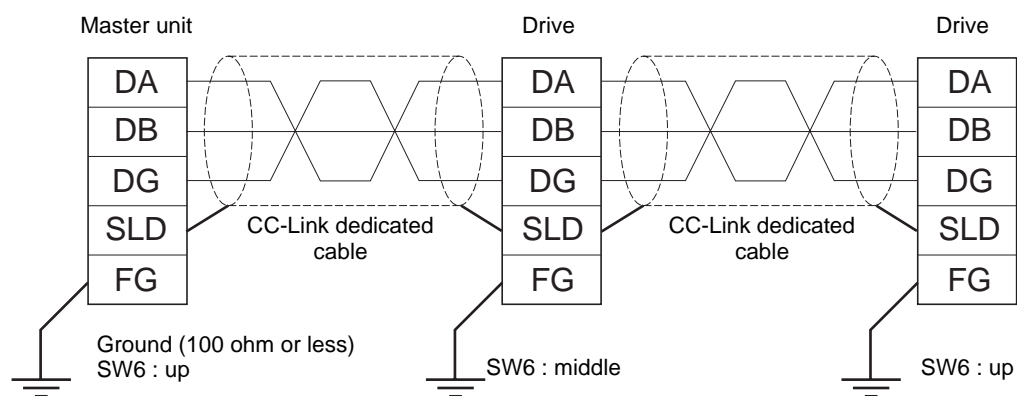 Master unit
Drive
Drive
DA
DB
DG
SLD
FG
DA
DB
DG
SLD
FG
DA
DB
DG
SLD
FG
CC-Link dedicated
cable
CC-Link dedicated
cable
Ground (100 ohm or less)
SW6 : up
SW6 : middle
SW6 : up